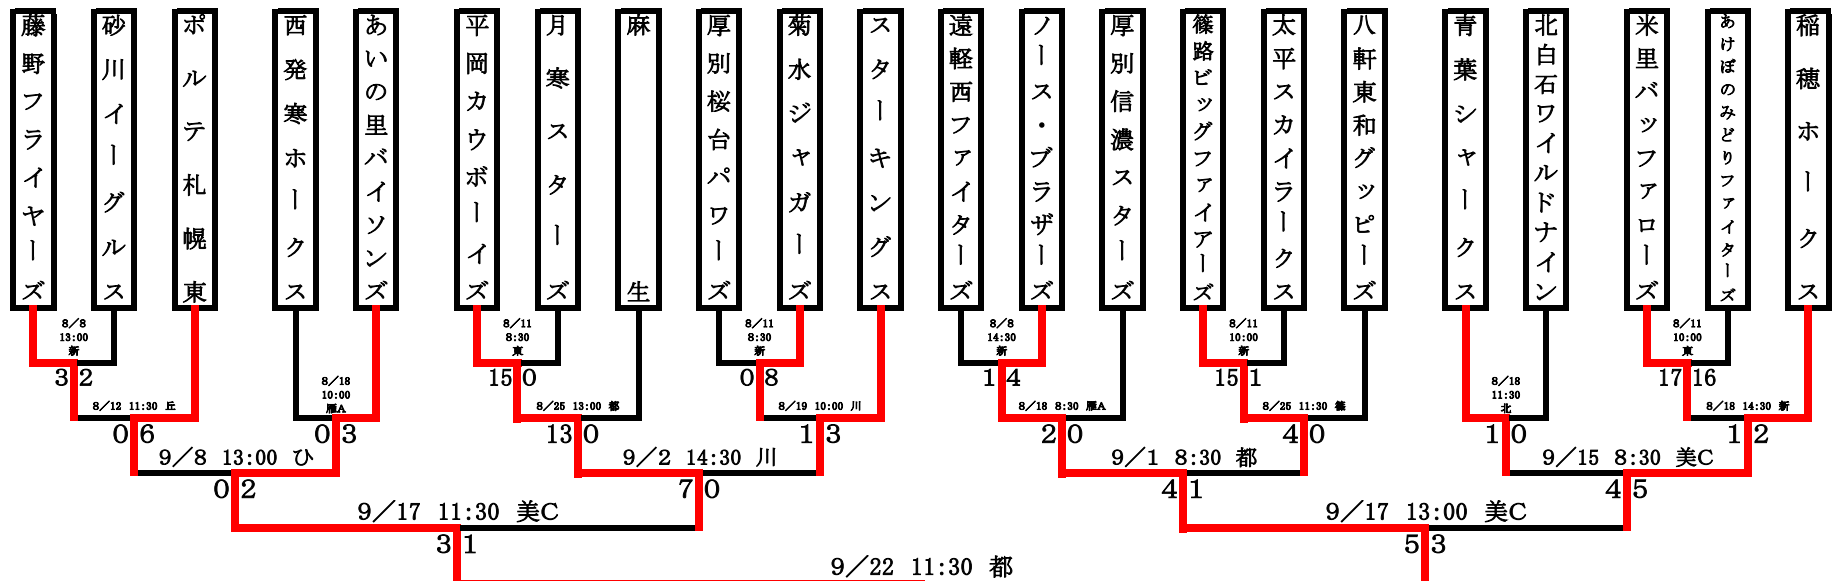 藤野フライヤーズ
砂川イーグルス
ポルテ札幌東
西発寒ホークス
あいの里バイソンズ
平岡カウボーイズ
月寒スターズ
麻生
厚別桜台パワーズ
菊水ジャガーズ
スターキングス
遠軽西ファイターズ
ノース・ブラザーズ
厚別信濃スターズ
篠路ビッグファイアーズ
太平スカイラークス
八軒東和グッピーズ
青葉シャークス
北白石ワイルドナイン
米里バッファローズ
あけぼのみどりファイターズ
稲穂ホークス
8/8
13:00
新
8/11
8:30
東
8/11
8:30
新
8/8
14:30
新
8/11
10:00
新
8/11
10:00
東
3 2
15 0
0 8
1 4
15 1
17 16
8/18
10:00
雁A
8/18
11:30
北
8/12 11:30 丘
8/25 13:00 都
8/19 10:00 川
8/18 8:30 雁A
8/25 11:30 篠
8/18 14:30 新
0 6
0 3
13 0
1 3
2 0
4 0
1 0
1 2
9/8 13:00 ひ
9/2 14:30 川
9/1 8:30 都
9/15 8:30 美C
0 2
7 0
4 1
4 5
9/17 11:30 美C
9/17 13:00 美C
3 1
5 3
9/22 11:30 都